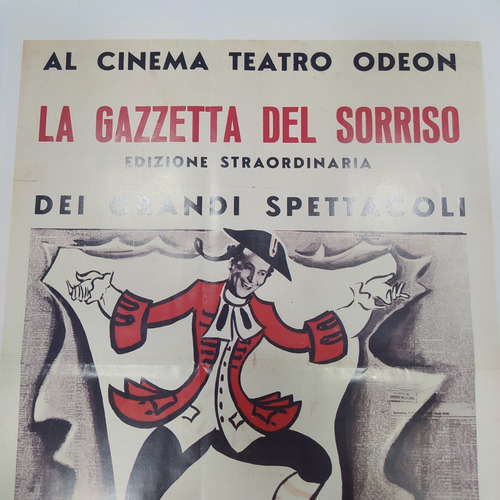 AL CINEMA TEATRO ODEON
LA GAZZETTA DEL SORRISO
EDIZIONE STRAORDINARIA
DEI GRANDI SPETTACOLI